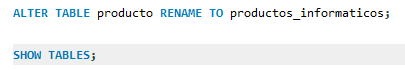 ALTER TABLE producto RENAME TO productos_informaticos;
SHOW TABLES;